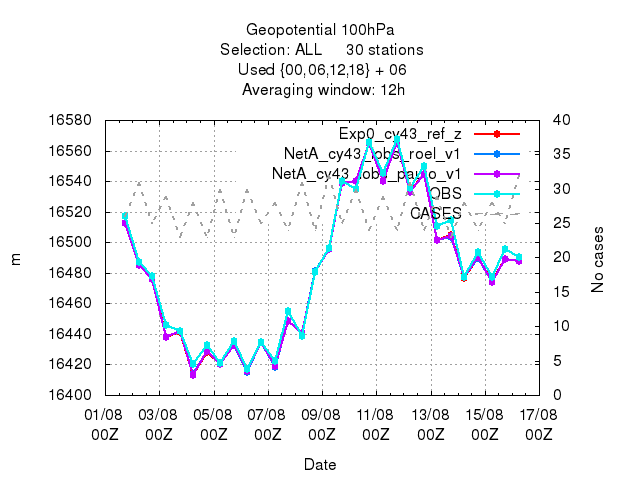 Geopotential 100hPa
Selection: ALL 30 stations
Used {00,06,12,18} + 06
Averaging window: 12h
16580
16560
16540
16520
16500
16480
16460
16440
16420
16400
m
40
35
30
25
20
15
10
5
0
No cases
Exp0_cy43_ref_z
NetA_cy43_obs_roel_v1
NetA_cy43_obs_paulo_v1
OBS
CASES
01/08 03/08 05/08 07/08 09/08 11/08 13/08 15/08 17/08
00Z 00Z 00Z 00Z 00Z 00Z 00Z 00Z 00Z
Date